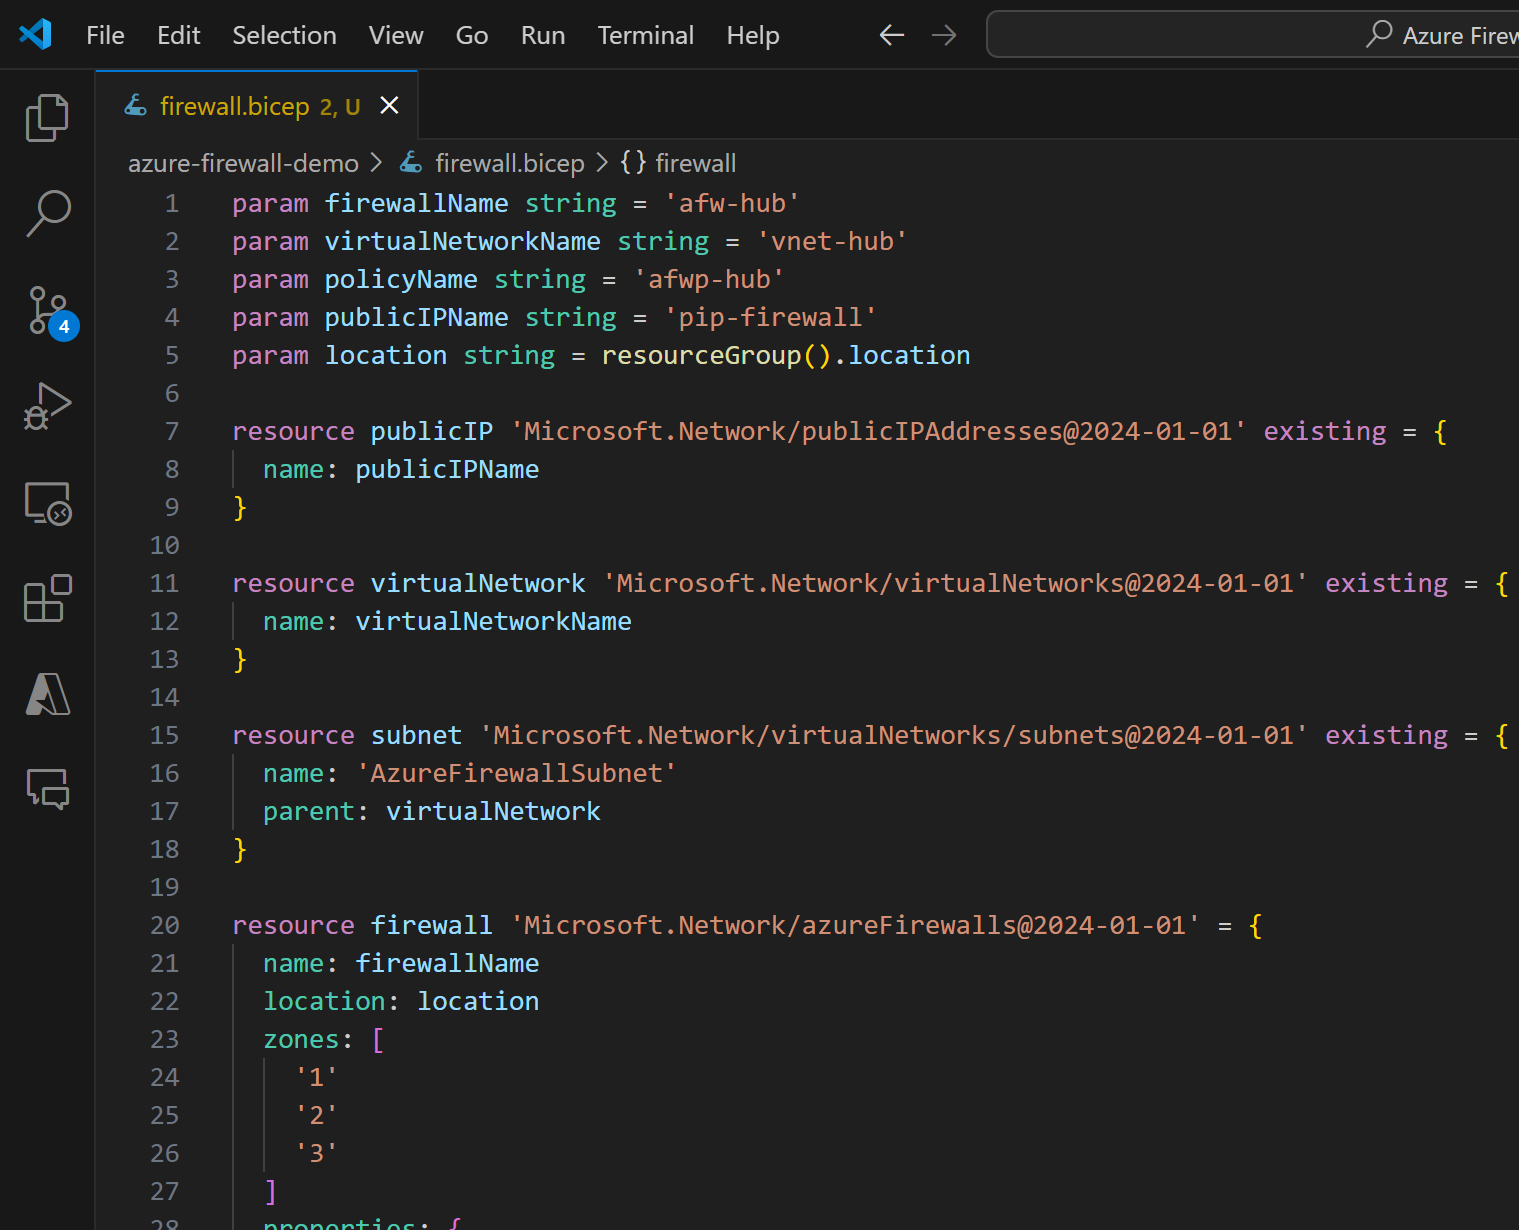 File Edit Selection View Go Run Terminal Help
Azure
firewall.bicep 2, U
azure-firewall-demo > firewall.bicep > {} firewall
1 param firewallName string = 'afw-hub'
2 param virtualNetworkName string = 'vnet-hub'
3 param policyName string = 'afwp-hub'
4 param publicIPName string = 'pip-firewall'
5 param location string = resourceGroup().location
6
7 resource publicIP 'Microsoft.Network/publicIPAddresses@2024-01-01' existing = {
8 name: publicIPName
9 }
10
11 resource virtualNetwork 'Microsoft.Network/virtualNetworks@2024-01-01' existing = {
12 name: virtualNetworkName
13 }
14
15 resource subnet 'Microsoft.Network/virtualNetworks/subnets@2024-01-01' existing = {
16 name: 'AzureFirewallSubnet'
17 parent: virtualNetwork
18 }
19
20 resource firewall 'Microsoft.Network/azureFirewalls@2024-01-01' = {
21 name: firewallName
22 location: location
23 zones: [
24 '1'
25 '2'
26 '3'
27 ]
28 properties: {
4